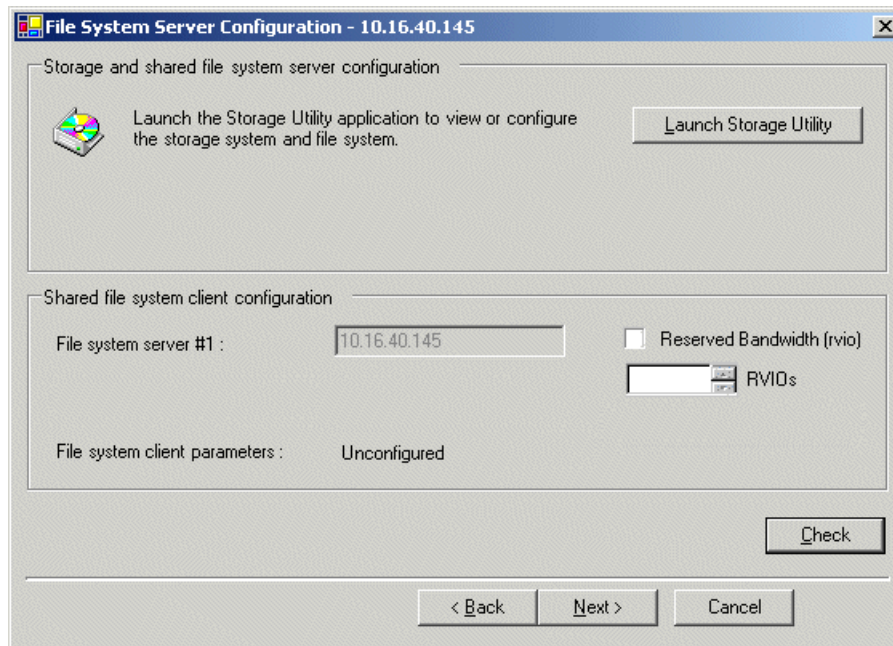 File System Server Configuration - 10.16.40.145
Storage and shared file system server configuration
Launch the Storage Utility application to view or configure
the storage system and file system.
Launch Storage Utility
Shared file system client configuration
File system server #1 :
10.16.40.145
Reserved Bandwidth (rvio)
RVIOs
File system client parameters :
Unconfigured
Check
< Back
Next >
Cancel